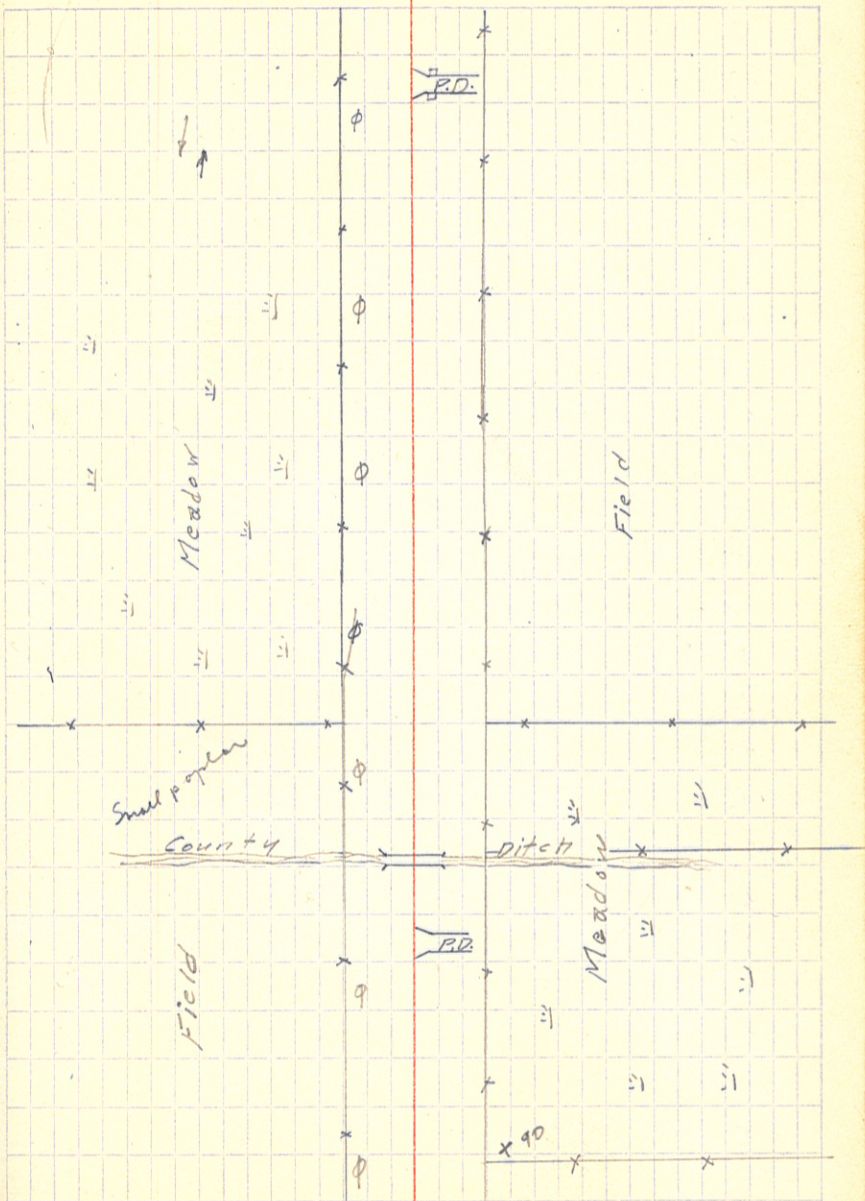 P.D.
Meadow
Field
Small poplar
County Ditch
Meadow
P.D.
Field
x 90